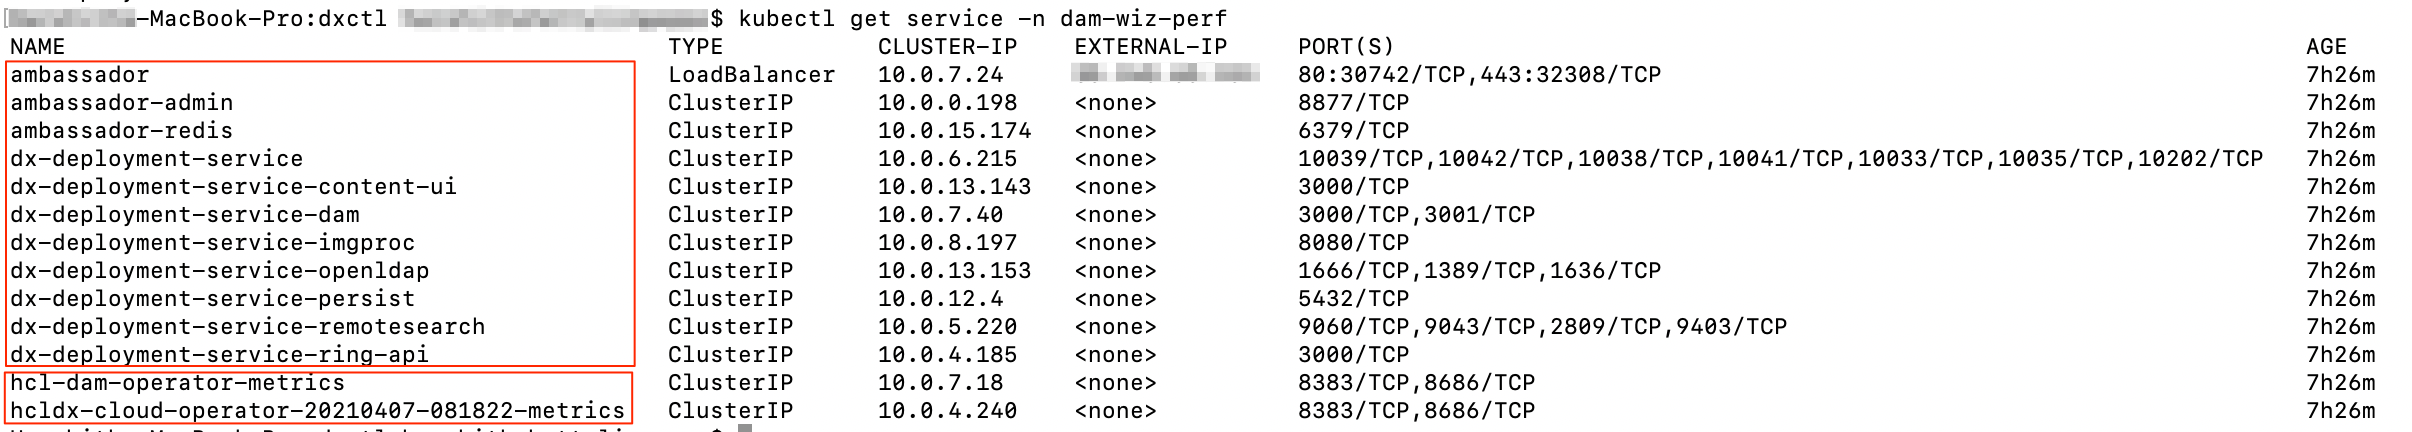 -MacBook-Pro:dxctl $ kubectl get service -n dam-wiz-perf
NAME TYPE CLUSTER-IP EXTERNAL-IP PORT(S) AGE
ambassador LoadBalancer 10.0.7.24 80:30742/TCP,443:32308/TCP 7h26m
ambassador-admin ClusterIP 10.0.0.198 <none> 8877/TCP 7h26m
ambassador-redis ClusterIP 10.0.15.174 <none> 6379/TCP 7h26m
dx-deployment-service ClusterIP 10.0.6.215 <none> 10039/TCP,10042/TCP,10038/TCP,10041/TCP,10033/TCP,10035/TCP,10202/TCP 7h26m
dx-deployment-service-content-ui ClusterIP 10.0.13.143 <none> 3000/TCP 7h26m
dx-deployment-service-dam ClusterIP 10.0.7.40 <none> 3000/TCP,3001/TCP 7h26m
dx-deployment-service-imgproc ClusterIP 10.0.8.197 <none> 8080/TCP 7h26m
dx-deployment-service-openldap ClusterIP 10.0.13.153 <none> 1666/TCP,1389/TCP,1636/TCP 7h26m
dx-deployment-service-persist ClusterIP 10.0.12.4 <none> 5432/TCP 7h26m
dx-deployment-service-remotesearch ClusterIP 10.0.5.220 <none> 9060/TCP,9043/TCP,2809/TCP,9403/TCP 7h26m
dx-deployment-service-ring-api ClusterIP 10.0.4.185 <none> 3000/TCP 7h26m
hcl-dam-operator-metrics ClusterIP 10.0.7.18 <none> 8383/TCP,8686/TCP 7h26m
hcldx-cloud-operator-20210407-081822-metrics ClusterIP 10.0.4.240 <none> 8383/TCP,8686/TCP 7h26m